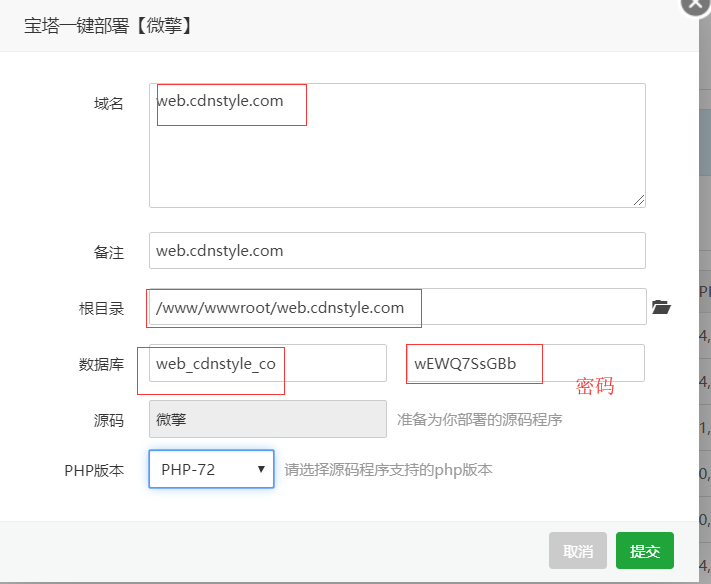 宝塔一键部署【微擎】
域名 web.cdnstyle.com
备注 web.cdnstyle.com
根目录 /www/wwwroot/web.cdnstyle.com
数据库 web_cdnstyle_co wEWQ7SsGBb 密码
源码 微擎 准备为你部署的源码程序
PHP版本 PHP-72 请选择源码程序支持的php版本
取消 提交